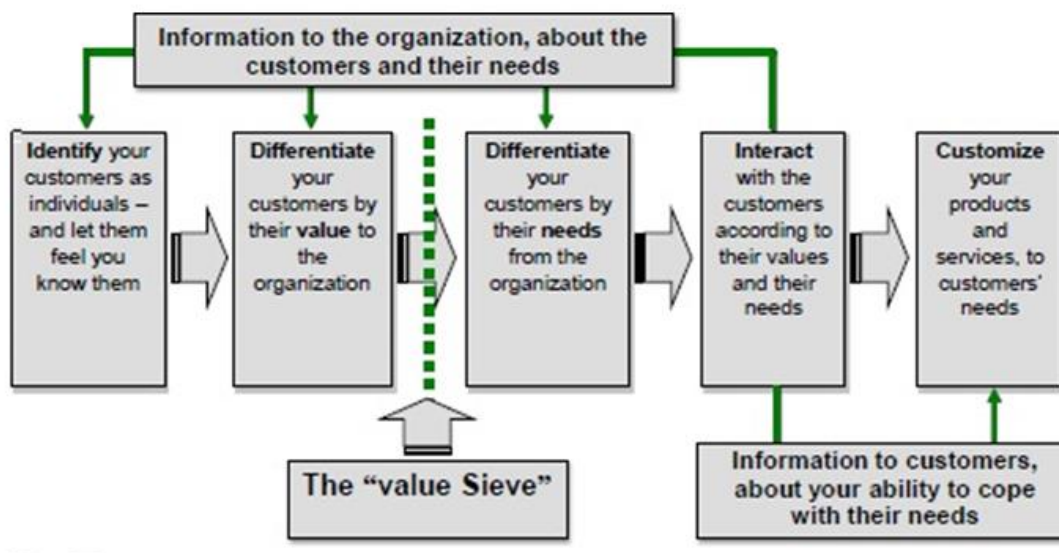 Information to the organization, about the
customers and their needs
Identify your
customers as
individuals –
and let them
feel you
know them
Differentiate
your
customers by
their value to
the
organization
Differentiate
your
customers by
their needs
from the
organization
Interact
with the
customers
according to
their values
and their
needs
Customize
your
products
and
services, to
customers'
needs
The “value Sieve”
Information to customers,
about your ability to cope
with their needs